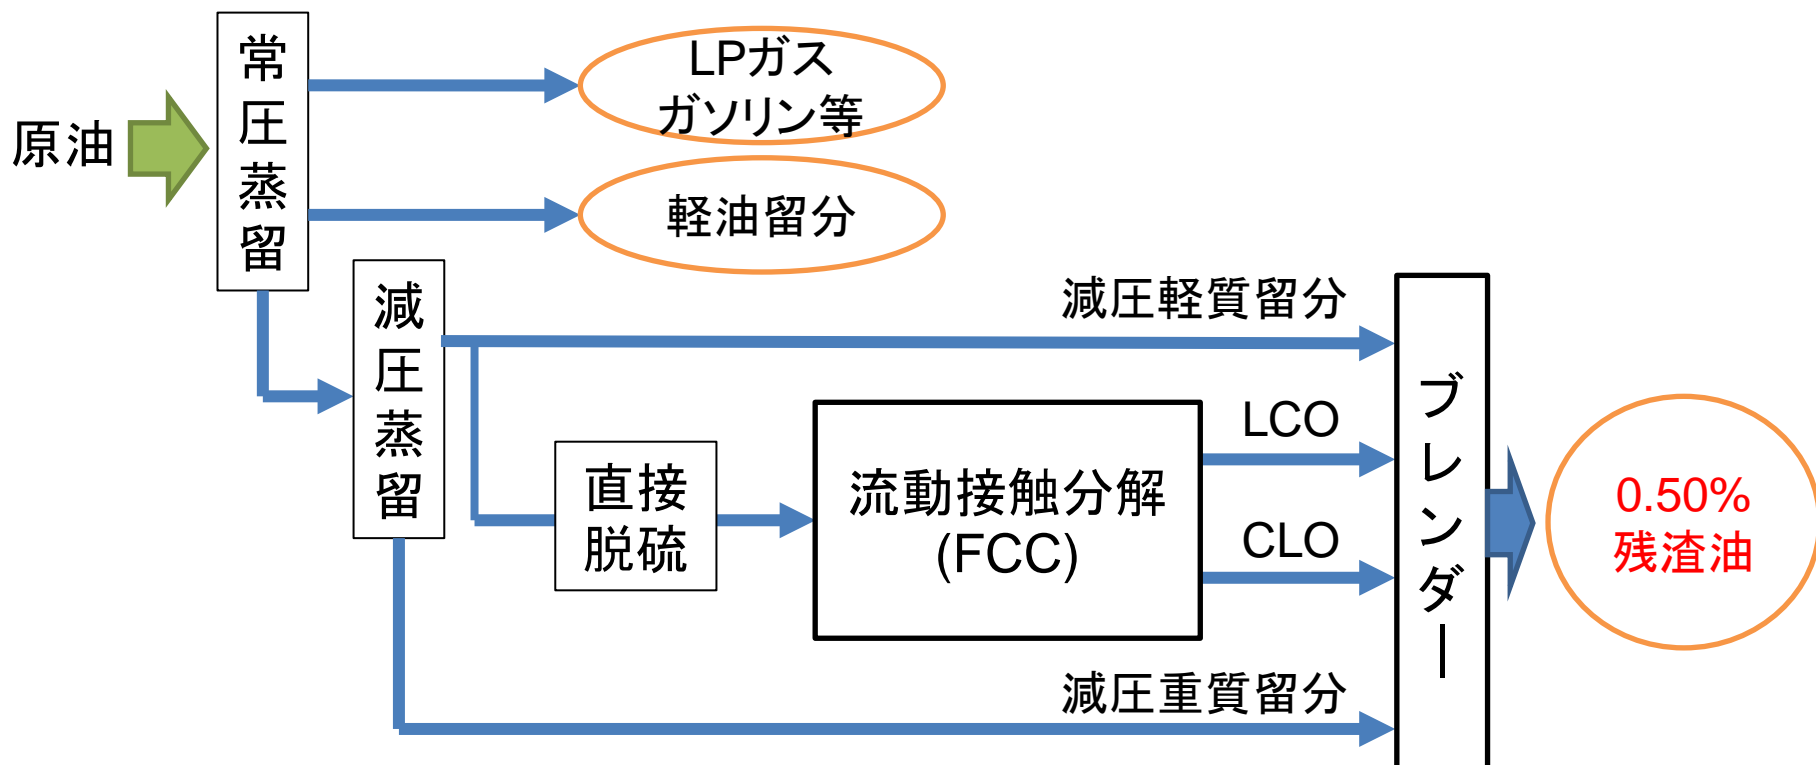 原油
常圧蒸留
LPガス
ガソリン等
軽油留分
減圧蒸留
減圧軽質留分
直接
脱硫
流動接触分解
(FCC)
LCO
CLO
減圧重質留分
ブレンダー
0.50%
残渣油